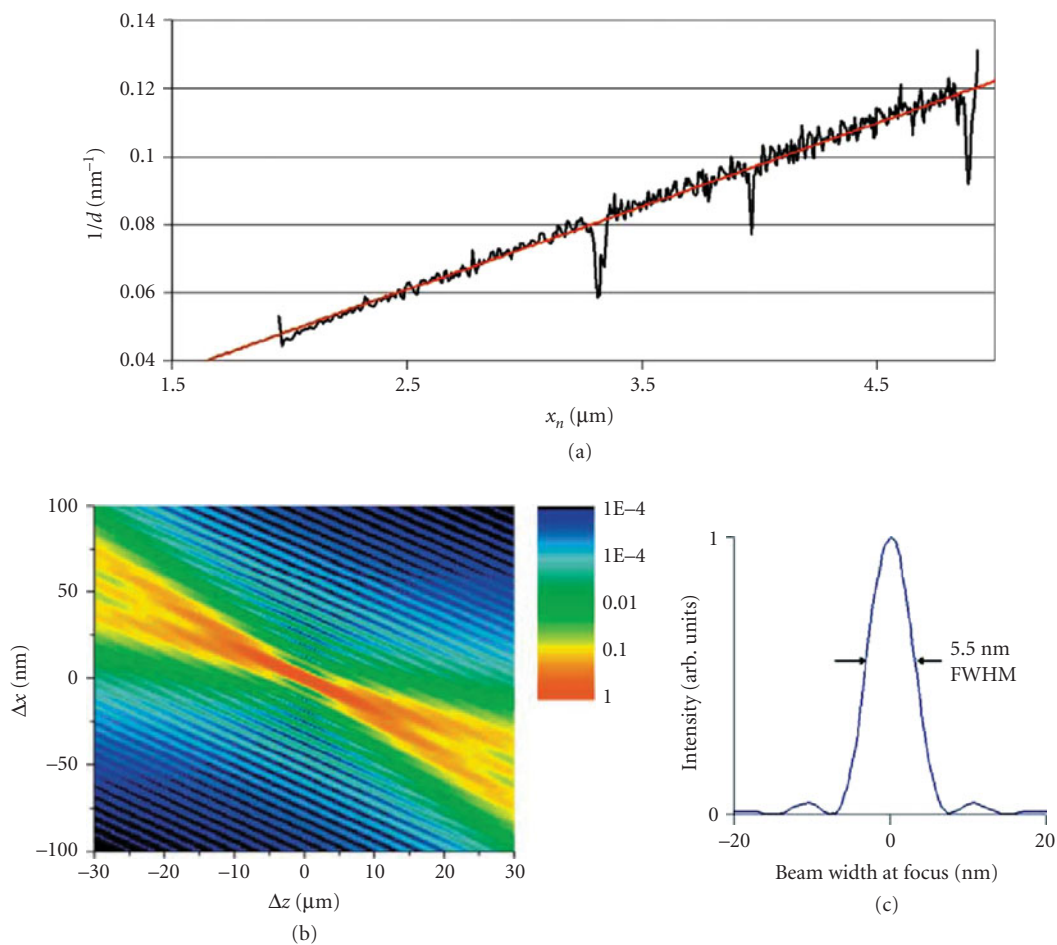 0.14
0.12
0.1
0.08
0.06
0.04
1/d (nm⁻¹)
1.5 2.5 3.5 4.5
xₙ (μm)
(a)
100
50
0
−50
−100
Δx (nm)
−30 −20 −10 0 10 20 30
Δz (μm)
(b)
1E−4
1E−4
0.01
0.1
1
1
0
Intensity (arb. units)
5.5 nm
FWHM
−20 −10 0 10 20
Beam width at focus (nm)
(c)